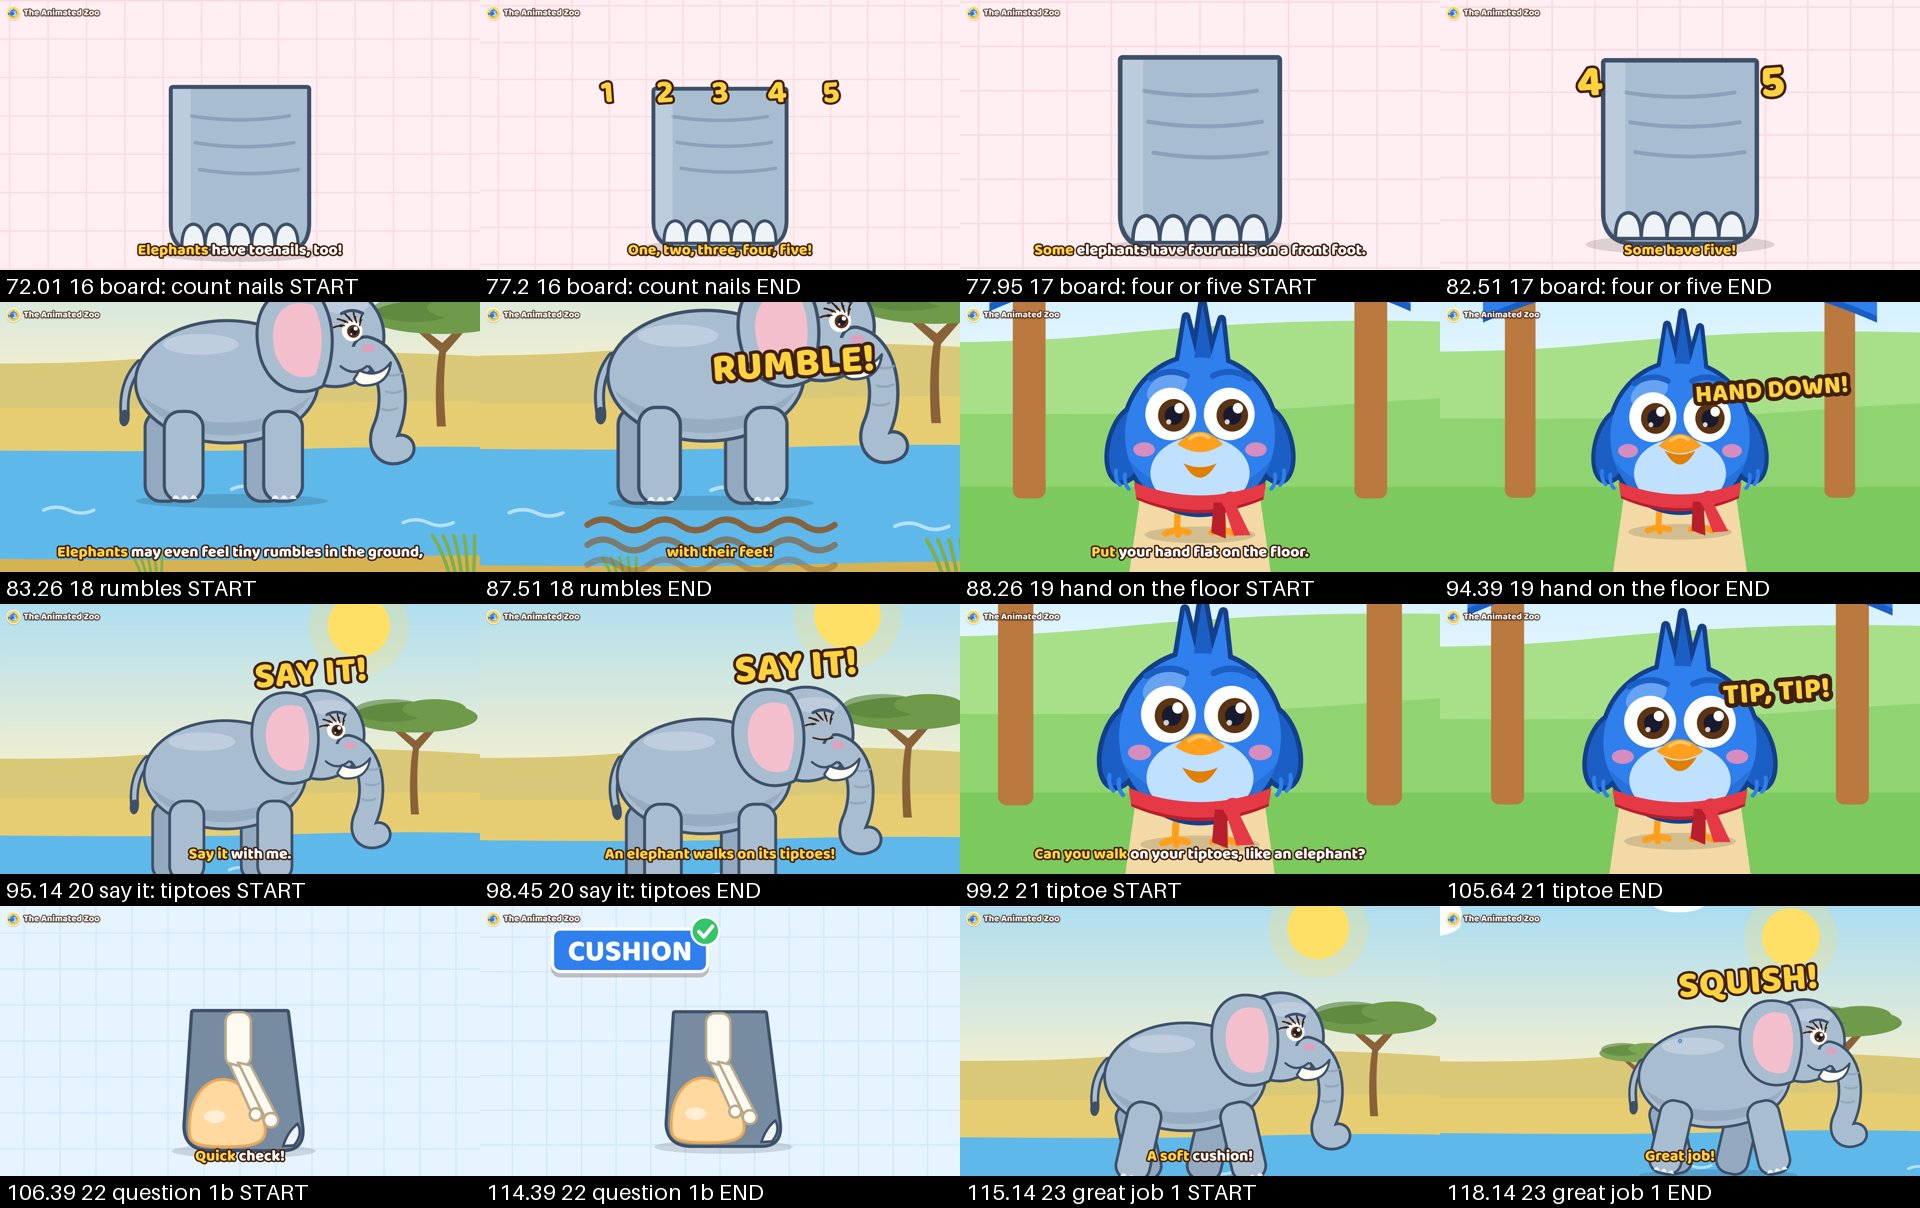 The Animated Zoo
The Animated Zoo
The Animated Zoo
The Animated Zoo
1 2 3 4 5
4 5
Elephants have toenails, too!
One, two, three, four, five!
Some elephants have four nails on a front foot.
Some have five!
72.01 16 board: count nails START
77.2 16 board: count nails END
77.95 17 board: four or five START
82.51 17 board: four or five END
The Animated Zoo
The Animated Zoo
The Animated Zoo
The Animated Zoo
RUMBLE!
HAND DOWN!
Elephants may even feel tiny rumbles in the ground,
with their feet!
Put your hand flat on the floor.
83.26 18 rumbles START
87.51 18 rumbles END
88.26 19 hand on the floor START
94.39 19 hand on the floor END
The Animated Zoo
The Animated Zoo
The Animated Zoo
The Animated Zoo
SAY IT!
SAY IT!
TIP, TIP!
Say it with me.
An elephant walks on its tiptoes!
Can you walk on your tiptoes, like an elephant?
95.14 20 say it: tiptoes START
98.45 20 say it: tiptoes END
99.2 21 tiptoe START
105.64 21 tiptoe END
The Animated Zoo
The Animated Zoo
The Animated Zoo
The Animated Zoo
CUSHION
SQUISH!
Quick check!
A soft cushion!
Great job!
106.39 22 question 1b START
114.39 22 question 1b END
115.14 23 great job 1 START
118.14 23 great job 1 END